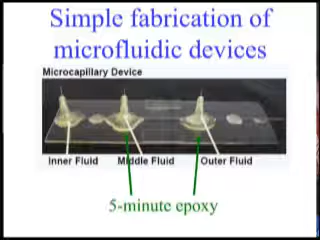 Simple fabrication of
microfluidic devices
Microcapillary Device
Inner Fluid Middle Fluid Outer Fluid
5-minute epoxy